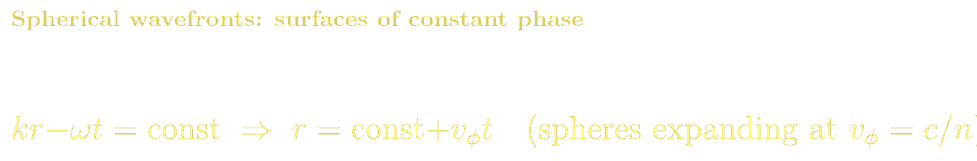 Spherical wavefronts: surfaces of constant phase
kr−ωt = const ⇒ r = const+v_ϕt (spheres expanding at v_ϕ = c/n)